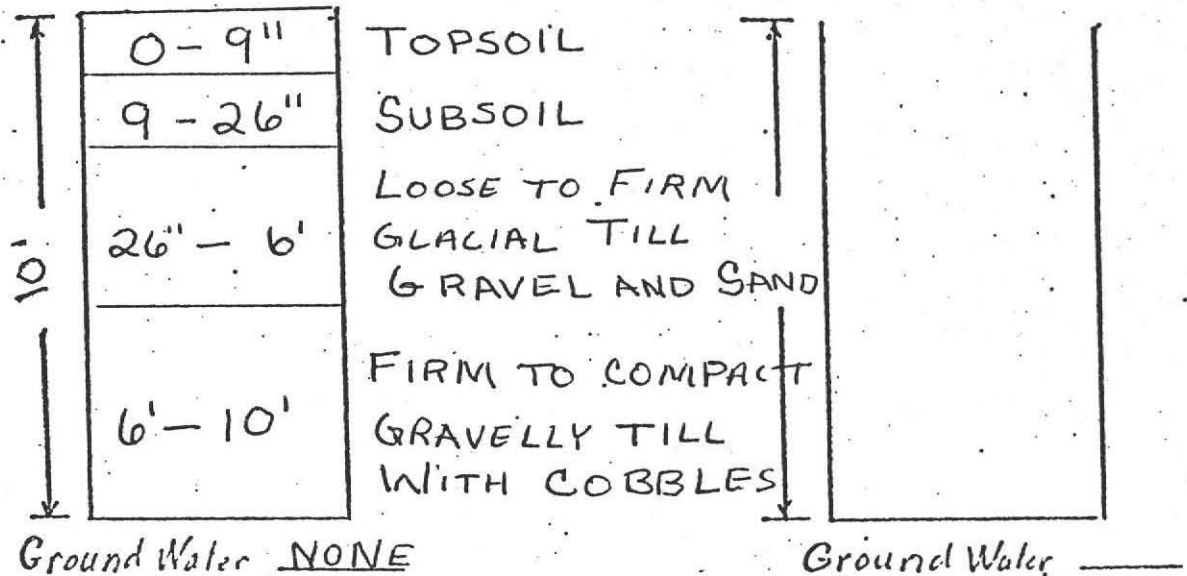 10'
0 - 9" TOPSOIL
9 - 26" SUBSOIL
26" - 6' LOOSE TO FIRM
GLACIAL TILL
GRAVEL AND SAND
6' - 10' FIRM TO COMPACT
GRAVELLY TILL
WITH COBBLES
Ground Water NONE
Ground Water